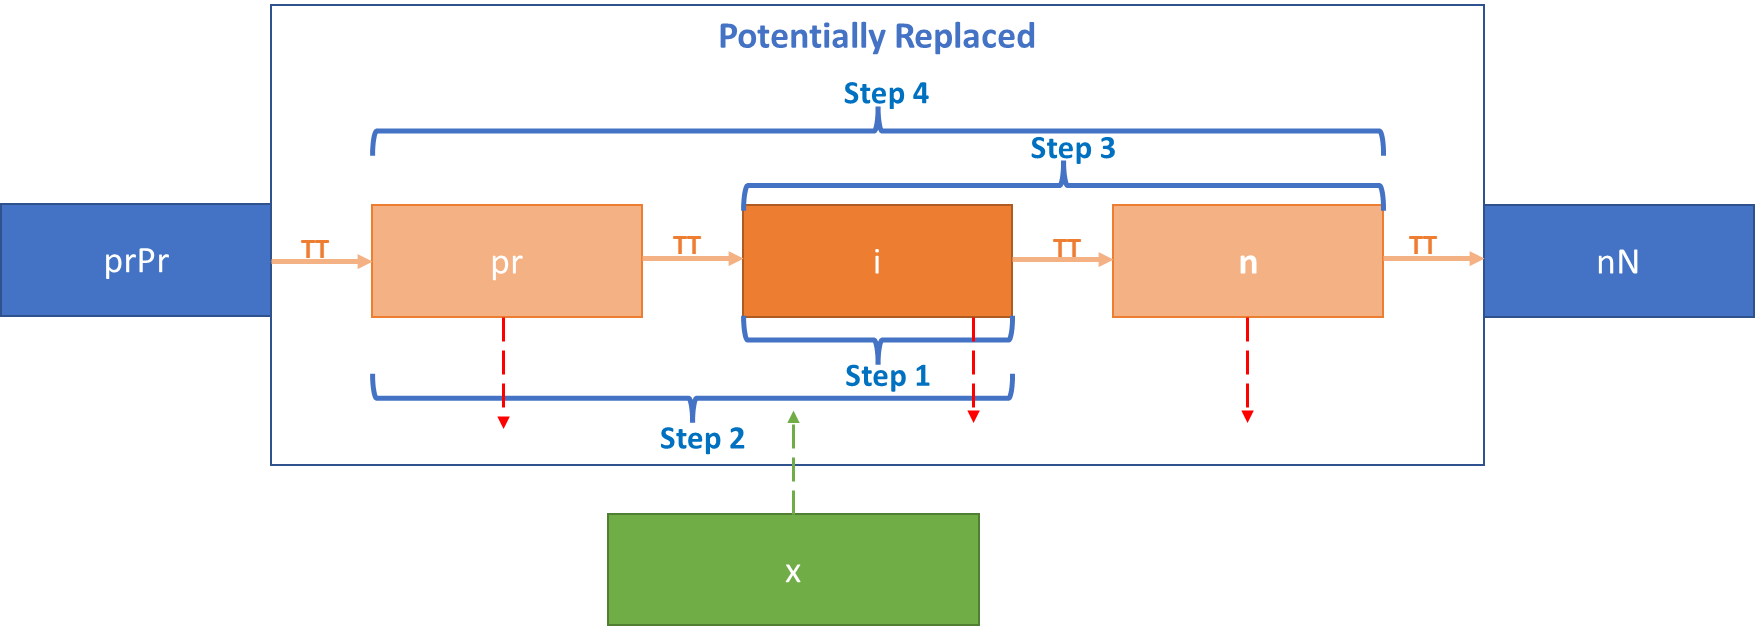 Potentially Replaced
Step 4
Step 3
prPr
TT
pr
TT
i
TT
n
TT
nN
Step 1
Step 2
x